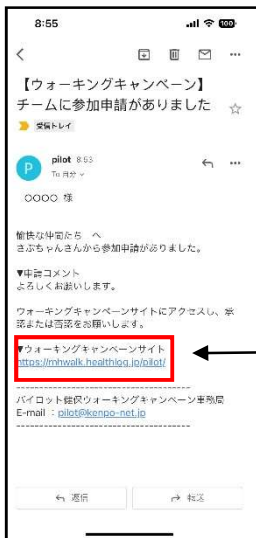 8:55
100
【ウォーキングキャンペーン】
チームに参加申請がありました
受信トレイ
P
pilot 8:53
To 自分
○○○○ 様
愉快な仲間たち へ
さぶちゃんさんから参加申請がありました。
▼申請コメント
よろしくお願いします。
ウォーキングキャンペーンサイトにアクセスし、承
認または否認をお願いします。
▼ウォーキングキャンペーンサイト
https://mhwalk.healthlog.jp/pilot/
------------------------------------
パイロット健保ウォーキングキャンペーン事務局
E-mail : pilot@kenpo-net.jp
------------------------------------
返信
転送